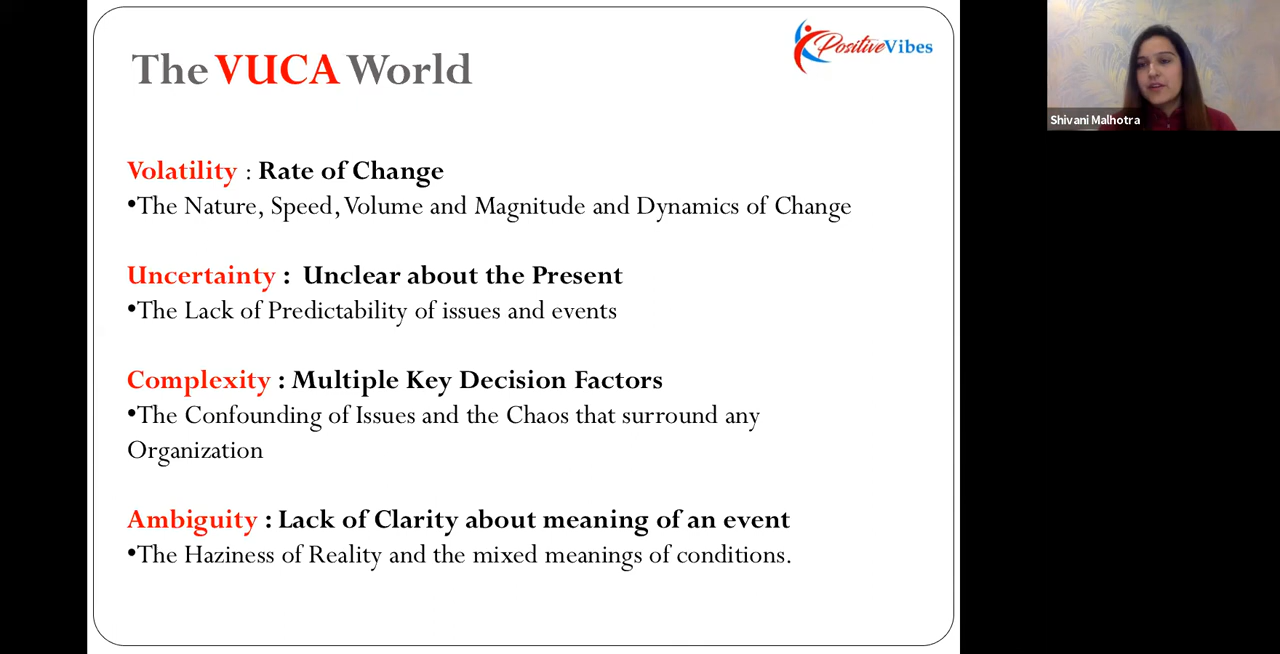 The VUCA World
PositiveVibes
Shivani Malhotra
Volatility : Rate of Change
•The Nature, Speed, Volume and Magnitude and Dynamics of Change
Uncertainty : Unclear about the Present
•The Lack of Predictability of issues and events
Complexity : Multiple Key Decision Factors
•The Confounding of Issues and the Chaos that surround any
Organization
Ambiguity : Lack of Clarity about meaning of an event
•The Haziness of Reality and the mixed meanings of conditions.